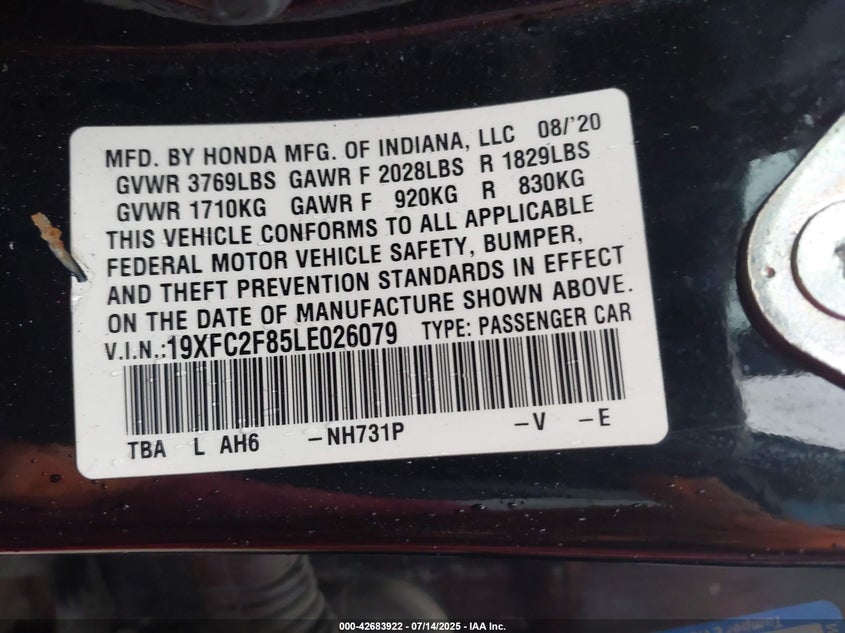 MFD. BY HONDA MFG. OF INDIANA, LLC 08/'20
GVWR 3769LBS GAWR F 2028LBS R 1829LBS
GVWR 1710KG GAWR F 920KG R 830KG
THIS VEHICLE CONFORMS TO ALL APPLICABLE
FEDERAL MOTOR VEHICLE SAFETY, BUMPER,
AND THEFT PREVENTION STANDARDS IN EFFECT
ON THE DATE OF MANUFACTURE SHOWN ABOVE.
V.I.N.:19XFC2F85LE026079 TYPE: PASSENGER CAR
TBA L AH6 –NH731P –V –E
000-42683922 - 07/14/2025 - IAA Inc.